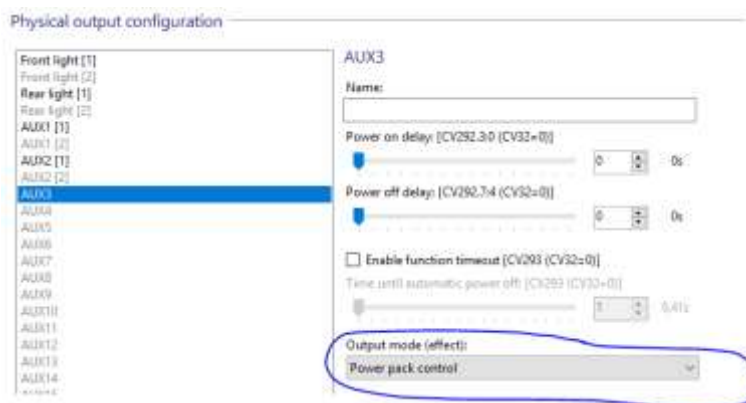 Physical output configuration
Front light [1]
Front light [2]
Rear light [1]
Rear light [2]
AUX1 [1]
AUX1 [2]
AUX2 [1]
AUX2 [2]
AUX3
AUX4
AUX5
AUX6
AUX7
AUX8
AUX9
AUX10
AUX11
AUX12
AUX13
AUX14
AUX3
Name:
Power on delay: [CV292.3:0 (CV32=0)]
0 0s
Power off delay: [CV292.7:4 (CV32=0)]
0 0s
Enable function timeout [CV293 (CV32=0)]
Time until automatic power off: [CV293 (CV32=0)]
Output mode (effect):
Power pack control